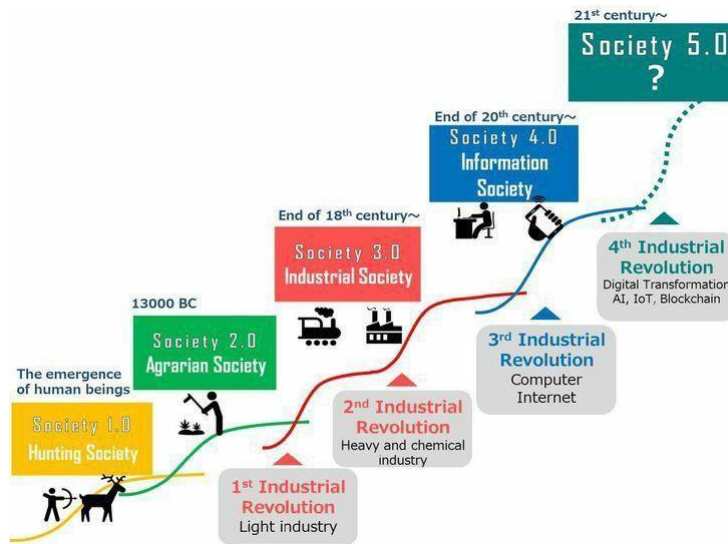 21st century～
Society 5.0
?
End of 20th century～
Society 4.0
Information
Society
End of 18th century～
Society 3.0
Industrial Society
4th Industrial
Revolution
Digital Transformation
AI, IoT, Blockchain
13000 BC
Society 2.0
Agrarian Society
3rd Industrial
Revolution
Computer
Internet
The emergence
of human beings
Society 1.0
Hunting Society
2nd Industrial
Revolution
Heavy and chemical
industry
1st Industrial
Revolution
Light industry